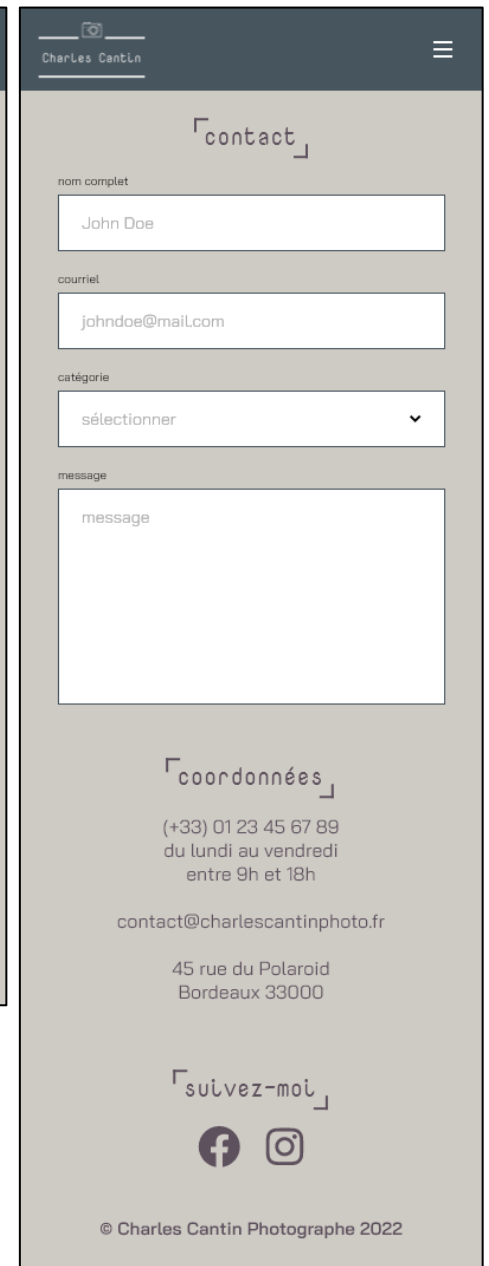 Charles Cantin
contact
nom complet
John Doe
courriel
johndoe@mail.com
catégorie
sélectionner
message
message
coordonnées
(+33) 01 23 45 67 89
du lundi au vendredi
entre 9h et 18h
contact@charlescantinphoto.fr
45 rue du Polaroid
Bordeaux 33000
suivez-moi
© Charles Cantin Photographe 2022